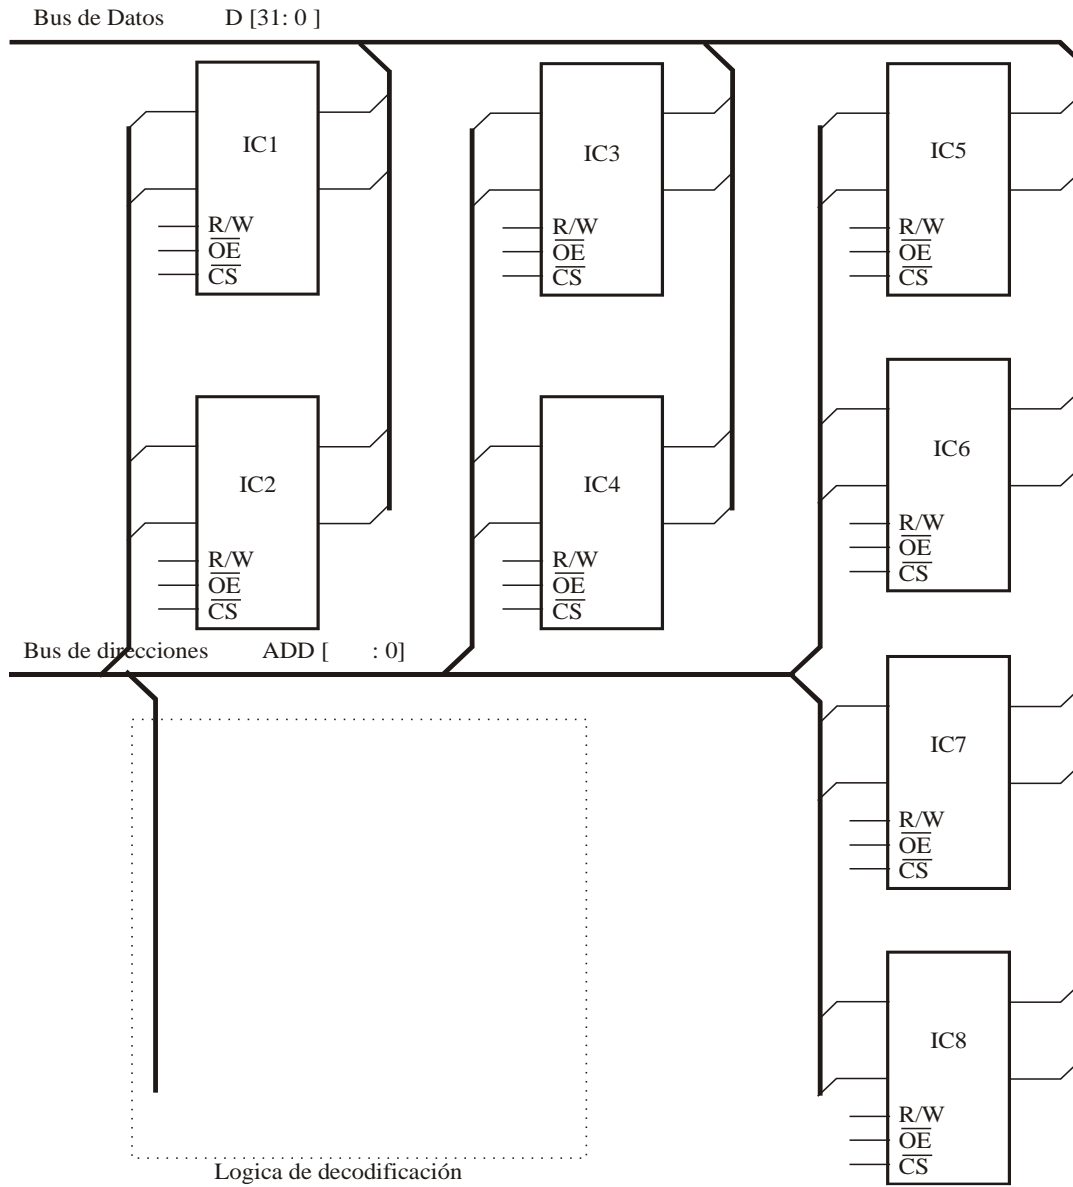 Bus de Datos D [31: 0 ]
IC1
R/W
OE
CS
IC3
R/W
OE
CS
IC5
R/W
OE
CS
IC2
R/W
OE
CS
IC4
R/W
OE
CS
IC6
R/W
OE
CS
Bus de direcciones ADD [ : 0]
IC7
R/W
OE
CS
IC8
R/W
OE
CS
Logica de decodificación